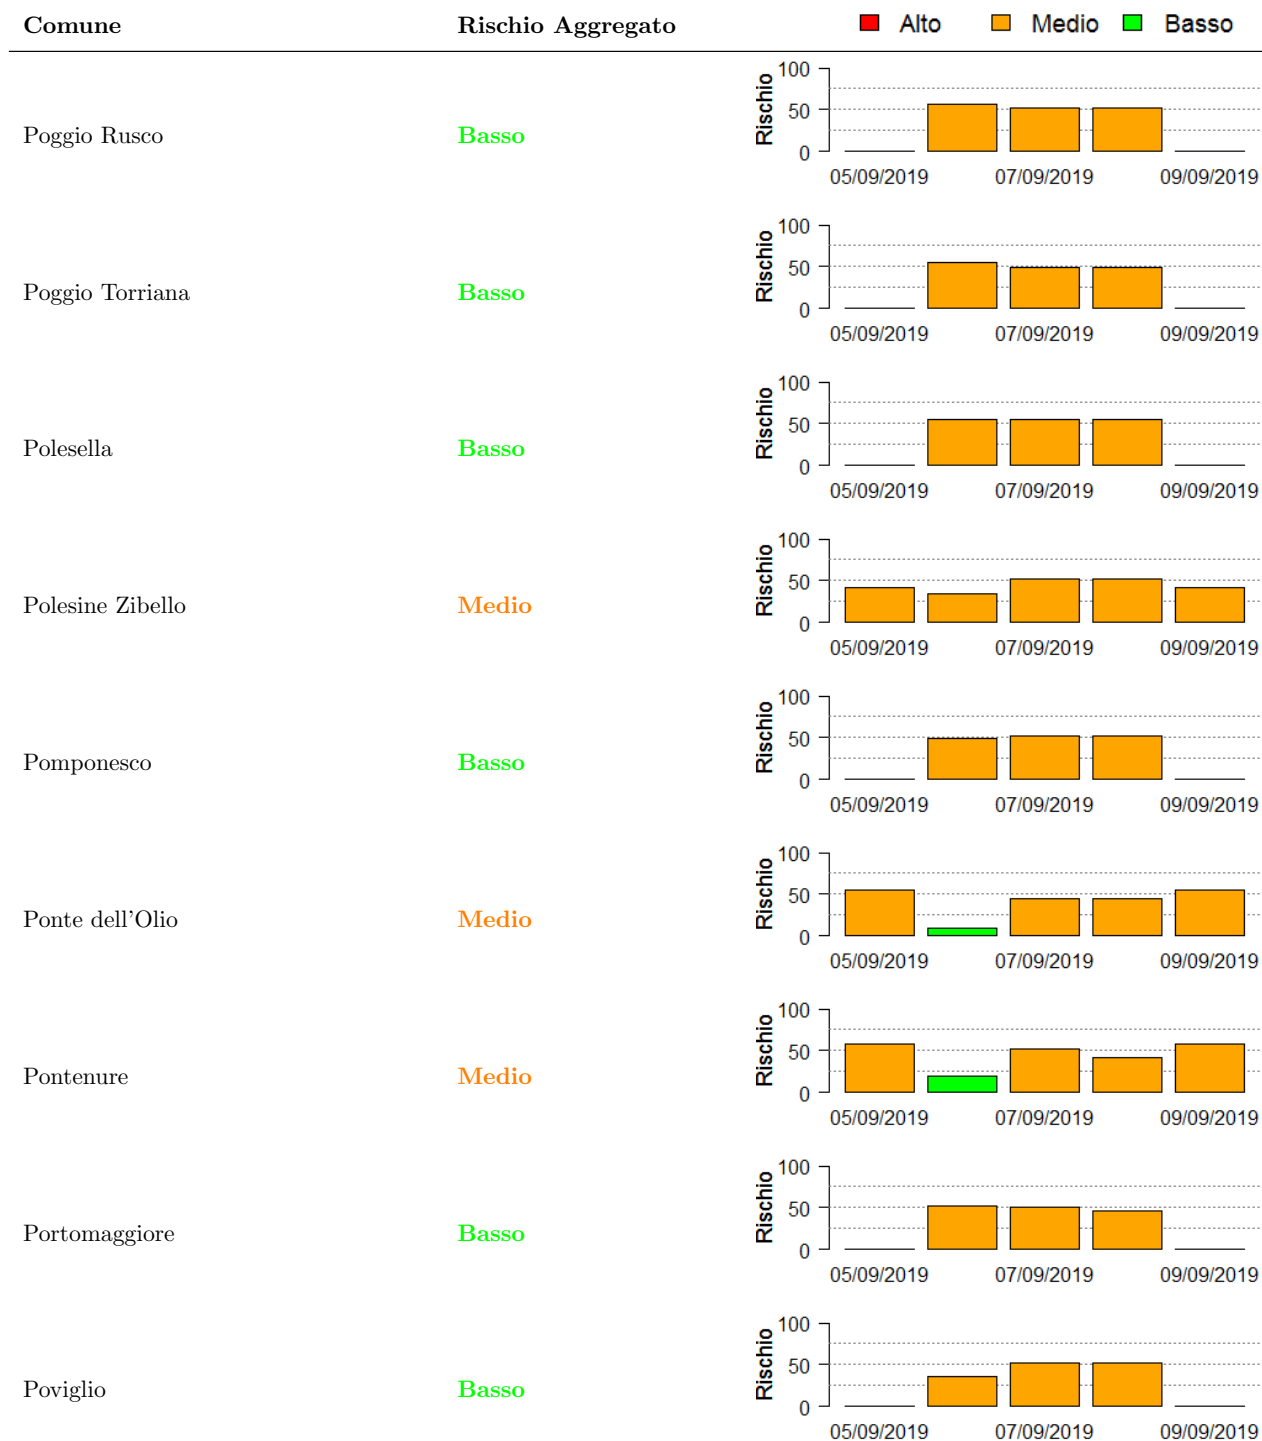 Comune Rischio Aggregato Alto Medio Basso
Poggio Rusco Basso Rischio 100 50 0
05/09/2019 07/09/2019 09/09/2019
Poggio Torriana Basso Rischio 100 50 0
05/09/2019 07/09/2019 09/09/2019
Polesella Basso Rischio 100 50 0
05/09/2019 07/09/2019 09/09/2019
Polesine Zibello Medio Rischio 100 50 0
05/09/2019 07/09/2019 09/09/2019
Pomponesco Basso Rischio 100 50 0
05/09/2019 07/09/2019 09/09/2019
Ponte dell'Olio Medio Rischio 100 50 0
05/09/2019 07/09/2019 09/09/2019
Pontenure Medio Rischio 100 50 0
05/09/2019 07/09/2019 09/09/2019
Portomaggiore Basso Rischio 100 50 0
05/09/2019 07/09/2019 09/09/2019
Poviglio Basso Rischio 100 50 0
05/09/2019 07/09/2019 09/09/2019